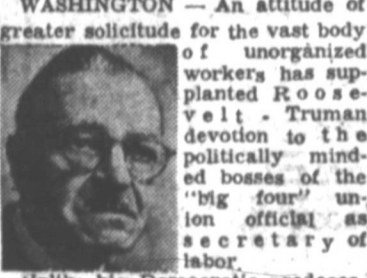 WASHINGTON — An attitude of
greater solicitude for the vast body
of unorganized
workers has sup-
planted Roose-
velt - Truman
devotion to the
politically mind-
ed bosses of the
"big four" un-
ion official as
secretary of
labor.